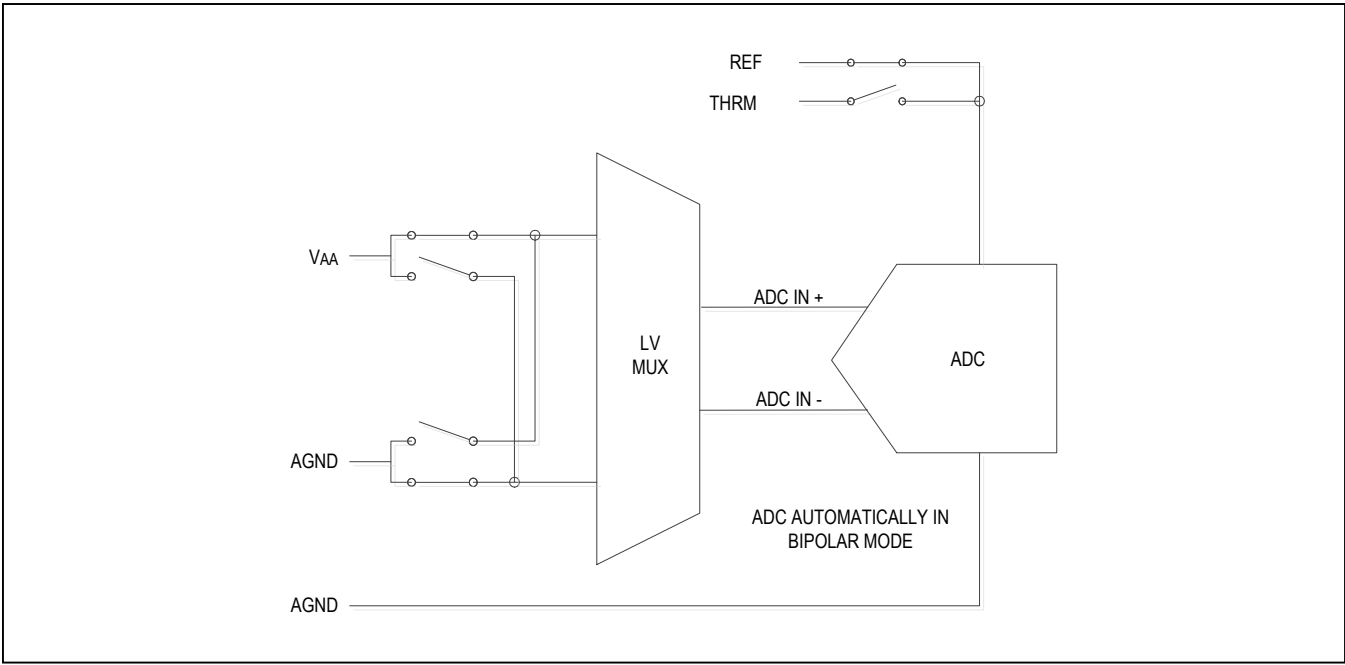 REF
THRM
VAA
ADC IN +
LV
MUX
ADC
ADC IN -
AGND
ADC AUTOMATICALLY IN
BIPOLAR MODE
AGND